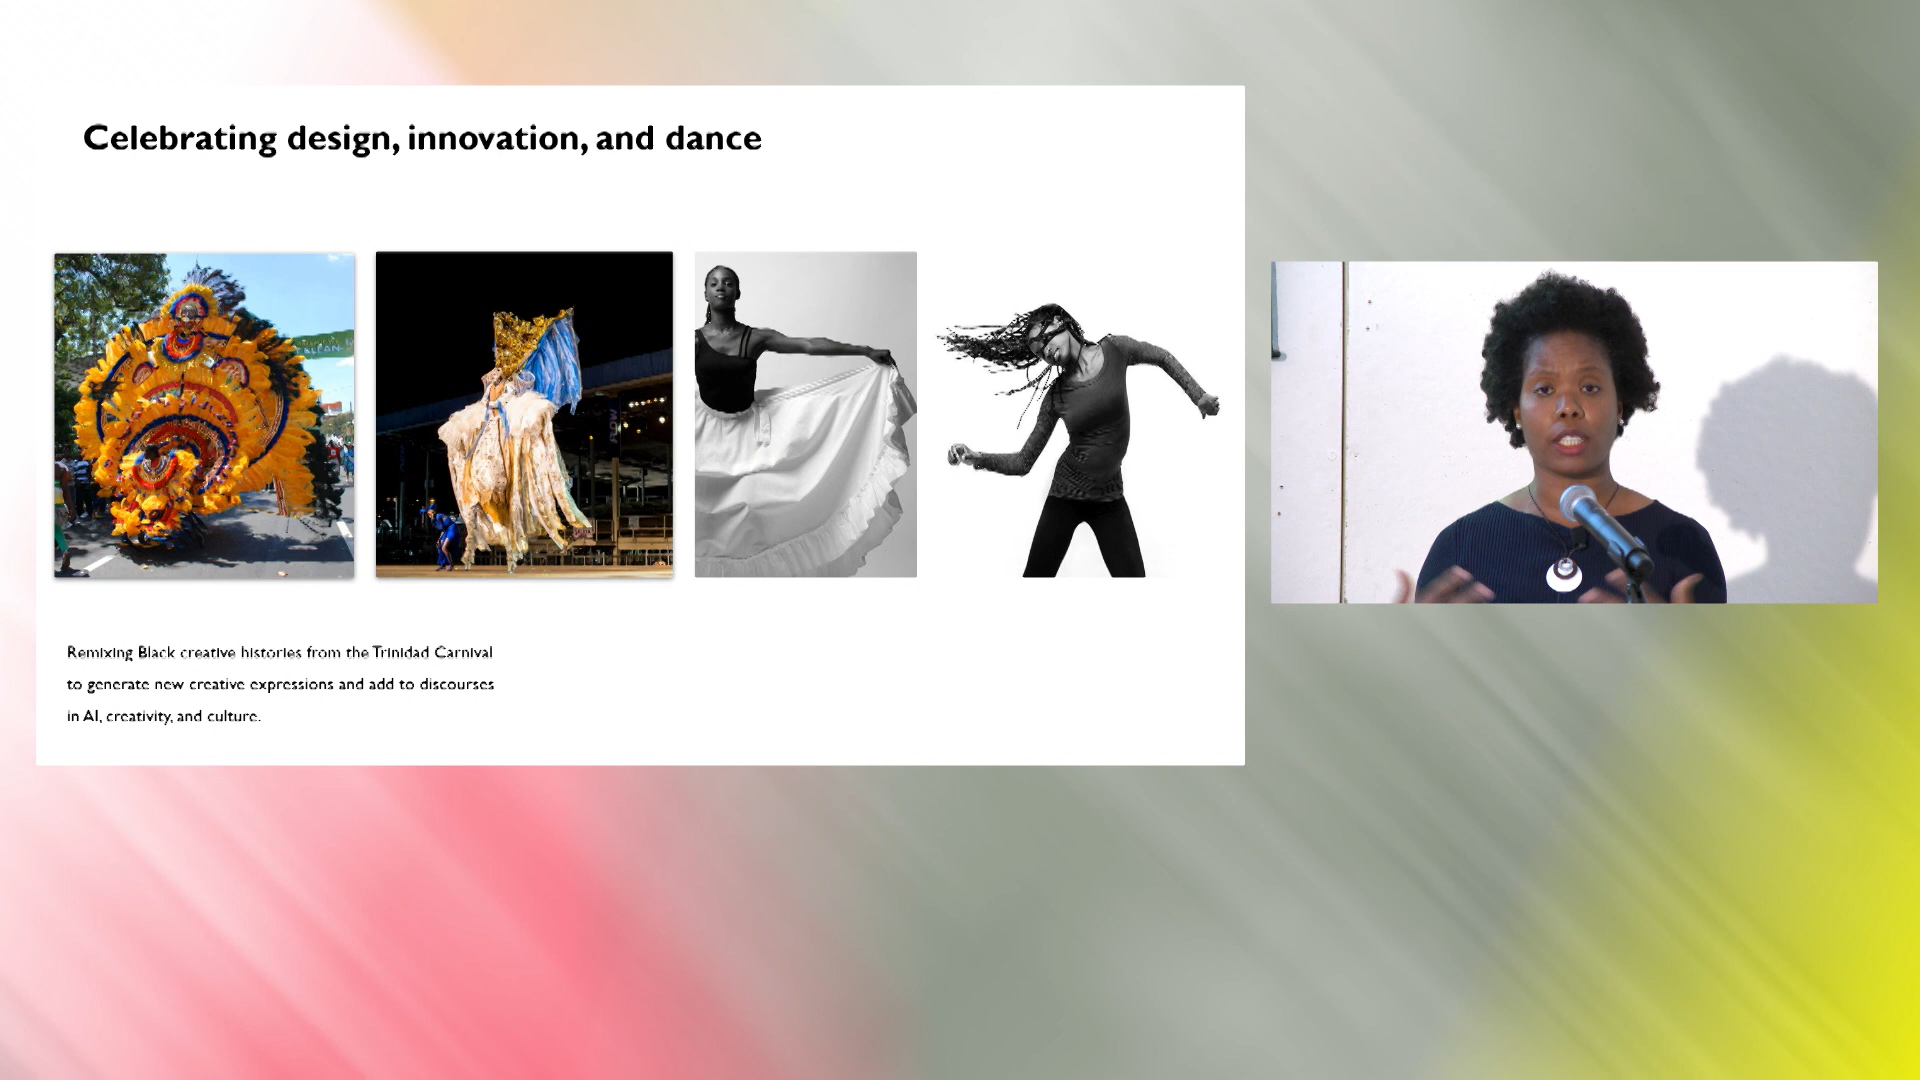 Celebrating design, innovation, and dance
Remixing Black creative histories from the Trinidad Carnival
to generate new creative expressions and add to discourses
in AI, creativity, and culture.